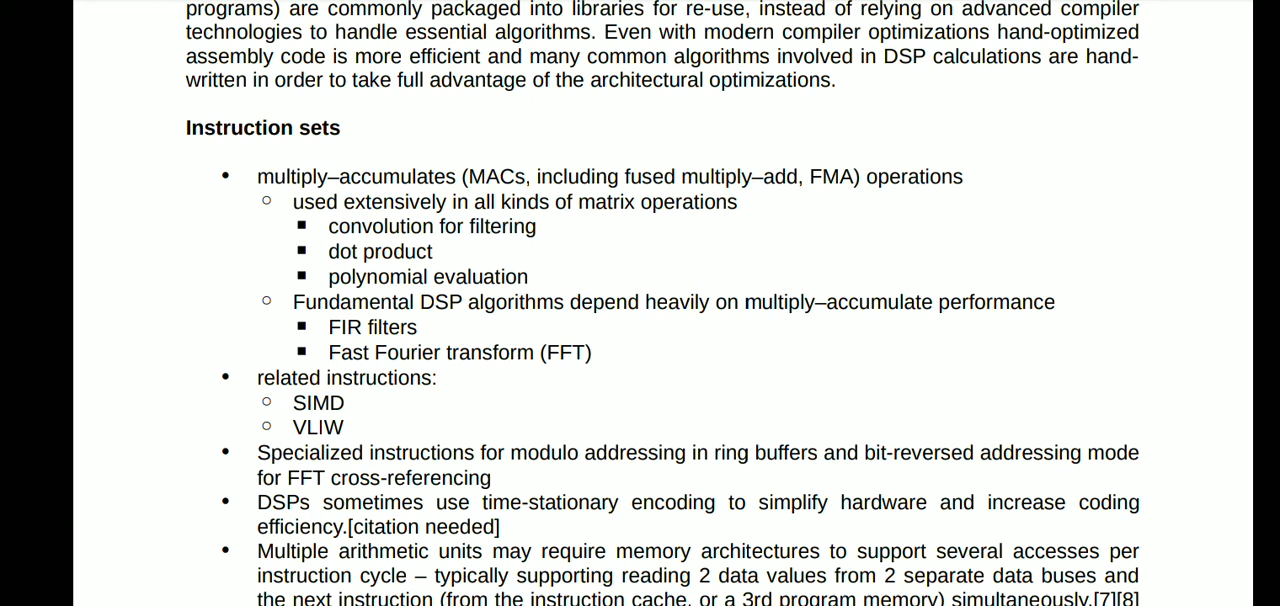 programs) are commonly packaged into libraries for re-use, instead of relying on advanced compiler
technologies to handle essential algorithms. Even with modern compiler optimizations hand-optimized
assembly code is more efficient and many common algorithms involved in DSP calculations are hand-
written in order to take full advantage of the architectural optimizations.
Instruction sets
• multiply–accumulates (MACs, including fused multiply–add, FMA) operations
○ used extensively in all kinds of matrix operations
■ convolution for filtering
■ dot product
■ polynomial evaluation
○ Fundamental DSP algorithms depend heavily on multiply–accumulate performance
■ FIR filters
■ Fast Fourier transform (FFT)
• related instructions:
○ SIMD
○ VLIW
• Specialized instructions for modulo addressing in ring buffers and bit-reversed addressing mode
for FFT cross-referencing
• DSPs sometimes use time-stationary encoding to simplify hardware and increase coding
efficiency.[citation needed]
• Multiple arithmetic units may require memory architectures to support several accesses per
instruction cycle – typically supporting reading 2 data values from 2 separate data buses and
the next instruction (from the instruction cache, or a 3rd program memory) simultaneously.[7][8]